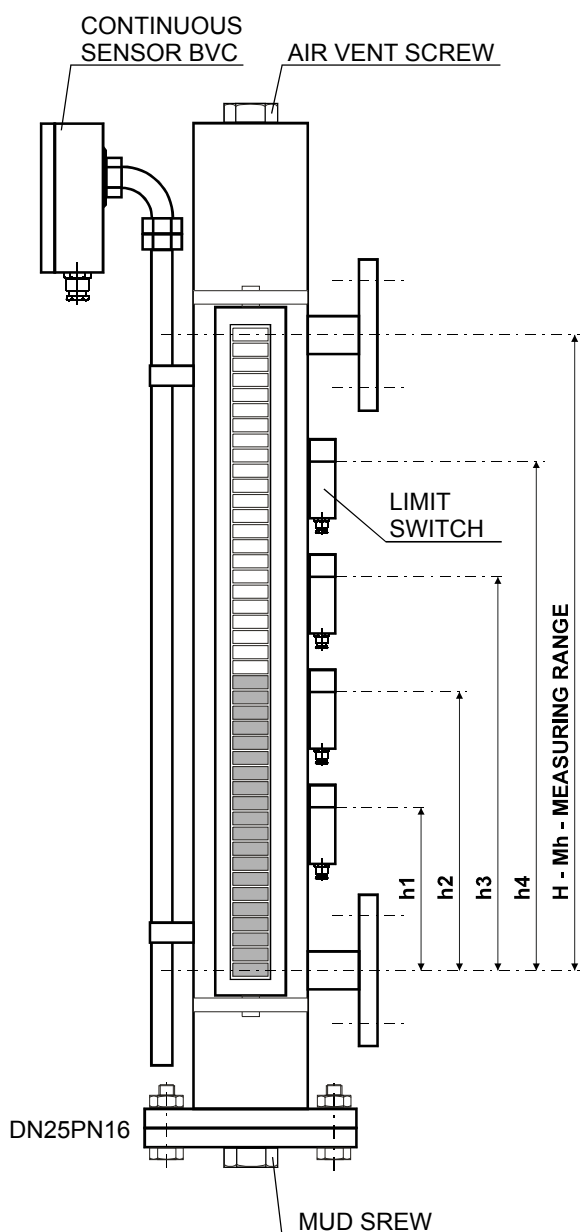 CONTINUOUS
SENSOR BVC
AIR VENT SCREW
LIMIT
SWITCH
h1
h2
h3
h4
H - Mh - MEASURING RANGE
DN25PN16
MUD SREW